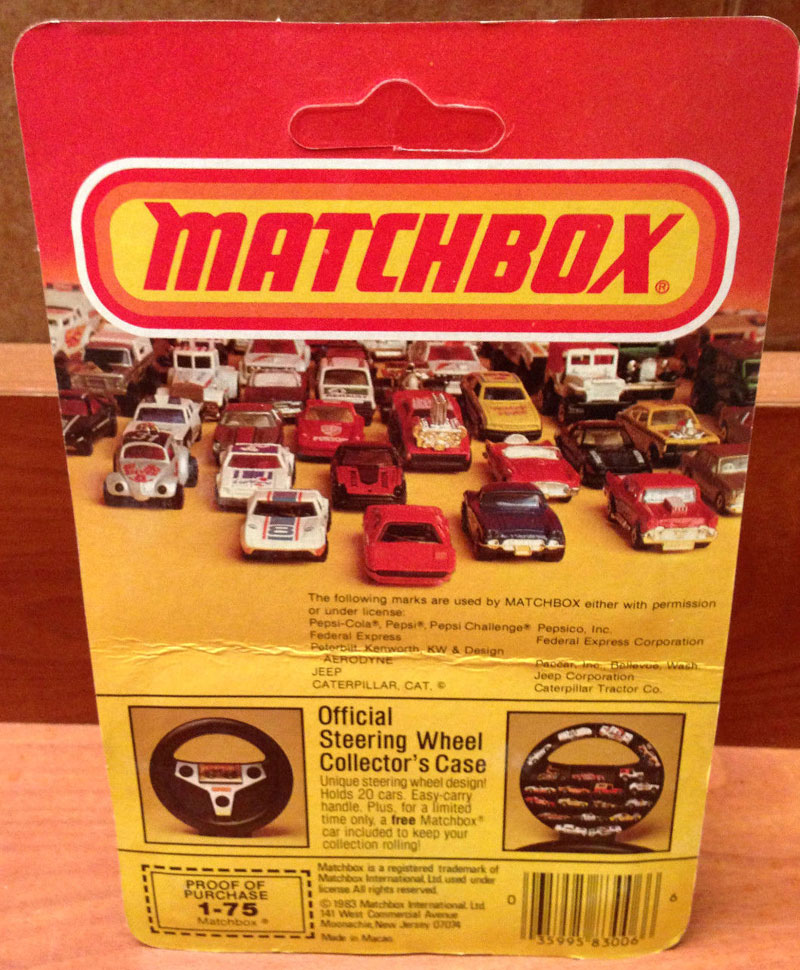 MATCHBOX®
The following marks are used by MATCHBOX either with permission
or under license:
Pepsi-Cola®, Pepsi®, Pepsi Challenge® Pepsico, Inc.
Federal Express Federal Express Corporation
Peterbilt, Kenworth, KW & Design
AERODYNE Paccar, Inc., Bellevue, Wash.
JEEP Jeep Corporation
CATERPILLAR, CAT, © Caterpillar Tractor Co.
Official
Steering Wheel
Collector's Case
Unique steering wheel design!
Holds 20 cars. Easy-carry
handle. Plus, for a limited
time only, a free Matchbox®
car included to keep your
collection rolling!
PROOF OF
PURCHASE
1-75
Matchbox®
Matchbox is a registered trademark of
Matchbox International, Ltd. used under
license. All rights reserved.
© 1983 Matchbox International, Ltd.
141 West Commercial Avenue
Moonachie, New Jersey 07074
Made in Macao.
0 35995 83006 6